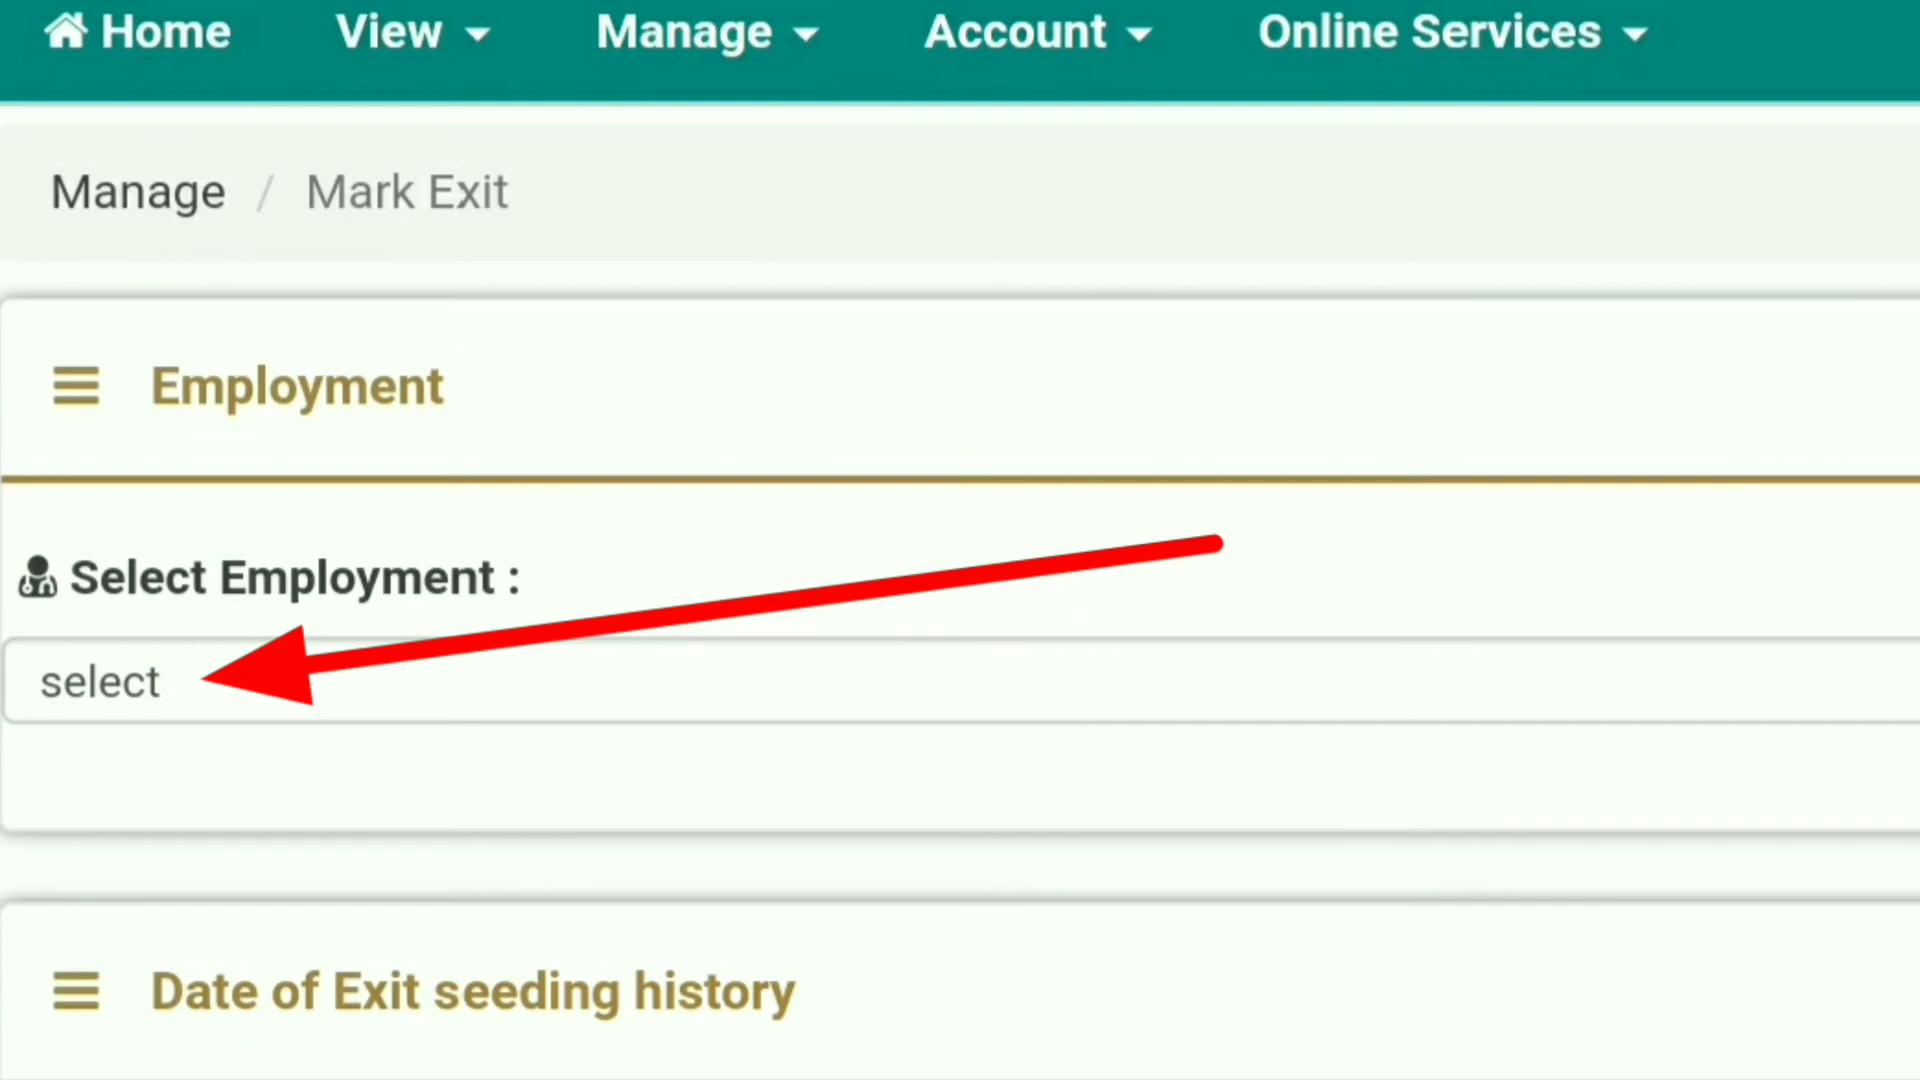 Home View Manage Account Online Services
Manage / Mark Exit
Employment
Select Employment :
select
Date of Exit seeding history